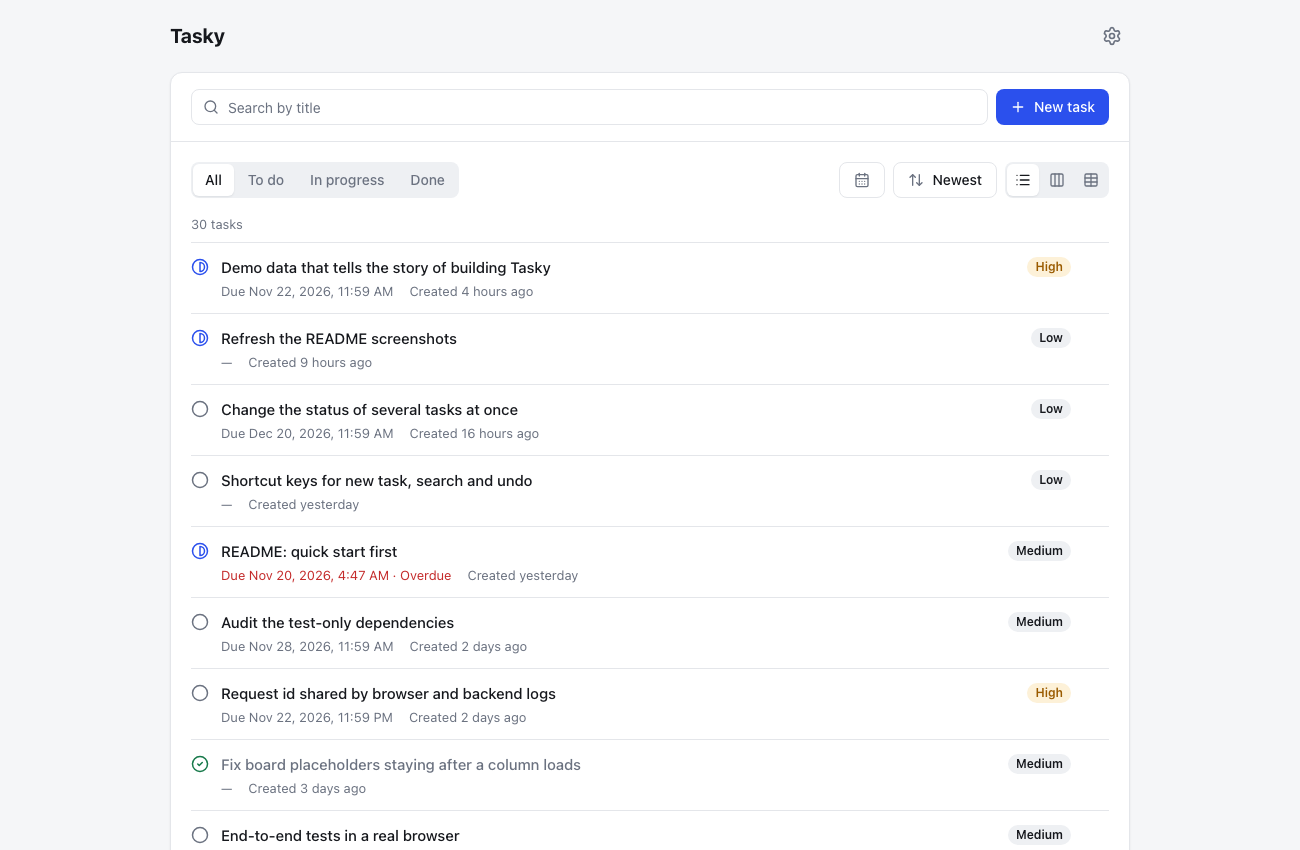 Tasky
Search by title
New task
All To do In progress Done
Newest
30 tasks
Demo data that tells the story of building Tasky High
Due Nov 22, 2026, 11:59 AM Created 4 hours ago
Refresh the README screenshots Low
— Created 9 hours ago
Change the status of several tasks at once Low
Due Dec 20, 2026, 11:59 AM Created 16 hours ago
Shortcut keys for new task, search and undo Low
— Created yesterday
README: quick start first Medium
Due Nov 20, 2026, 4:47 AM · Overdue Created yesterday
Audit the test-only dependencies Medium
Due Nov 28, 2026, 11:59 AM Created 2 days ago
Request id shared by browser and backend logs High
Due Nov 22, 2026, 11:59 PM Created 2 days ago
Fix board placeholders staying after a column loads Medium
— Created 3 days ago
End-to-end tests in a real browser Medium